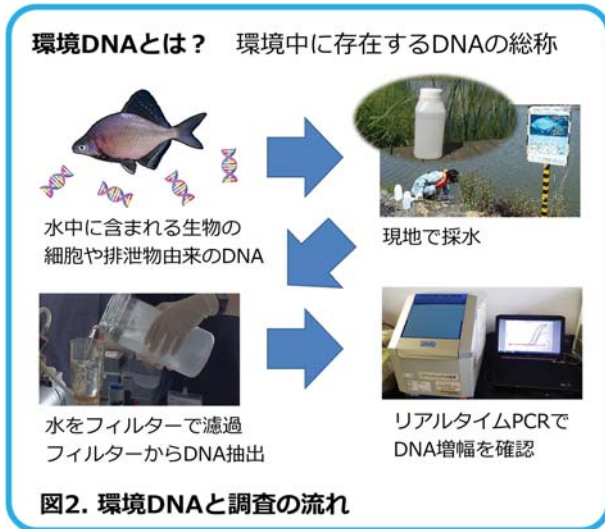 環境DNAとは？ 環境中に存在するDNAの総称
水中に含まれる生物の
細胞や排泄物由来のDNA
現地で採水
水をフィルターで濾過
フィルターからDNA抽出
リアルタイムPCRで
DNA増幅を確認
図2. 環境DNAと調査の流れ